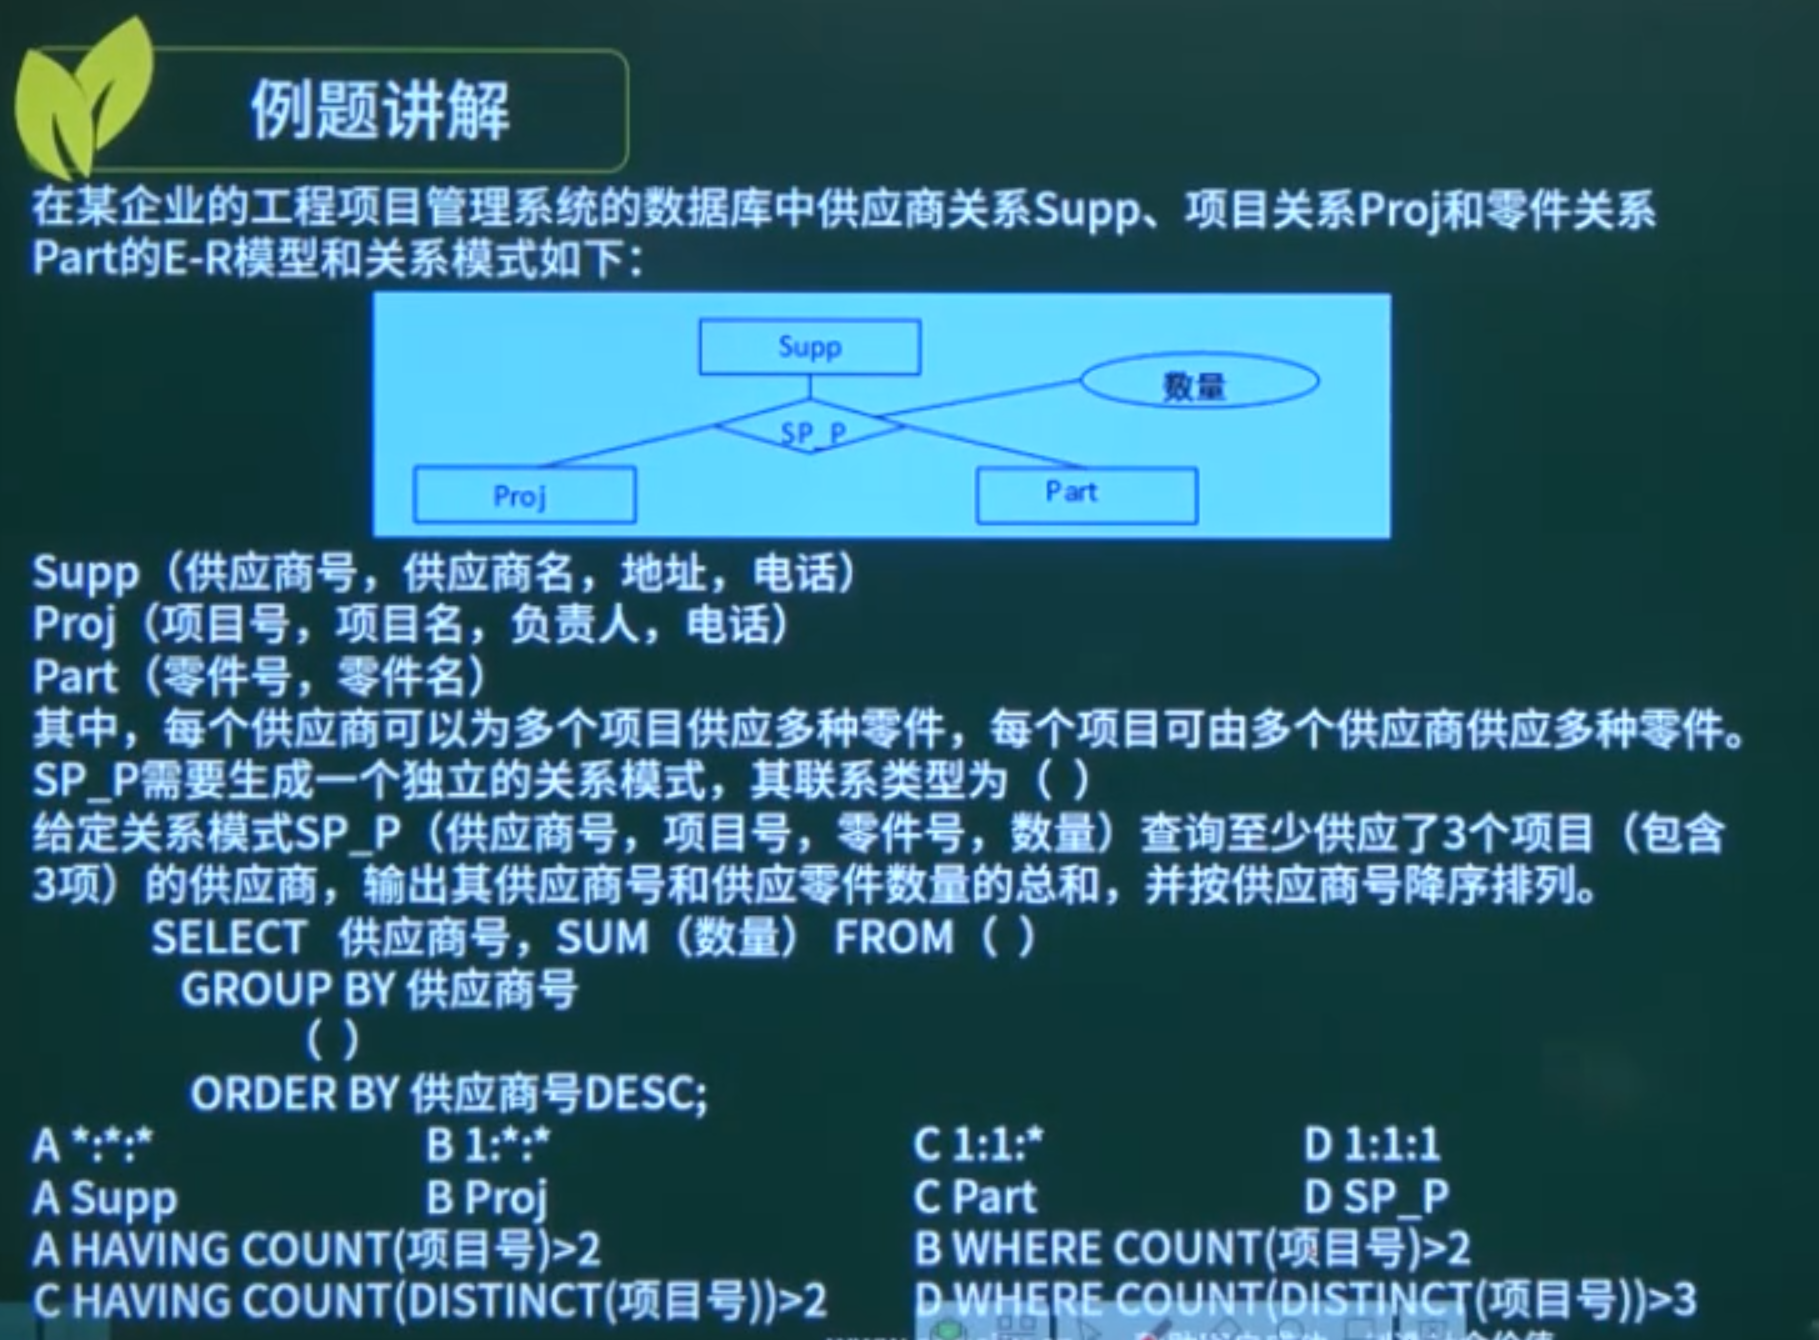 例题讲解
在某企业的工程项目管理系统的数据库中供应商关系Supp、项目关系Proj和零件关系
Part的E-R模型和关系模式如下：
Supp
数量
SP_P
Proj
Part
Supp（供应商号，供应商名，地址，电话）
Proj（项目号，项目名，负责人，电话）
Part（零件号，零件名）
其中，每个供应商可以为多个项目供应多种零件，每个项目可由多个供应商供应多种零件。
SP_P需要生成一个独立的关系模式，其联系类型为（ ）
给定关系模式SP_P（供应商号，项目号，零件号，数量）查询至少供应了3个项目（包含
3项）的供应商，输出其供应商号和供应零件数量的总和，并按供应商号降序排列。
SELECT 供应商号，SUM（数量） FROM（ ）
GROUP BY 供应商号
（ ）
ORDER BY 供应商号DESC;
A *:*:* B 1:*:* C 1:1:* D 1:1:1
A Supp B Proj C Part D SP_P
A HAVING COUNT(项目号)>2 B WHERE COUNT(项目号)>2
C HAVING COUNT(DISTINCT(项目号))>2 D WHERE COUNT(DISTINCT(项目号))>3